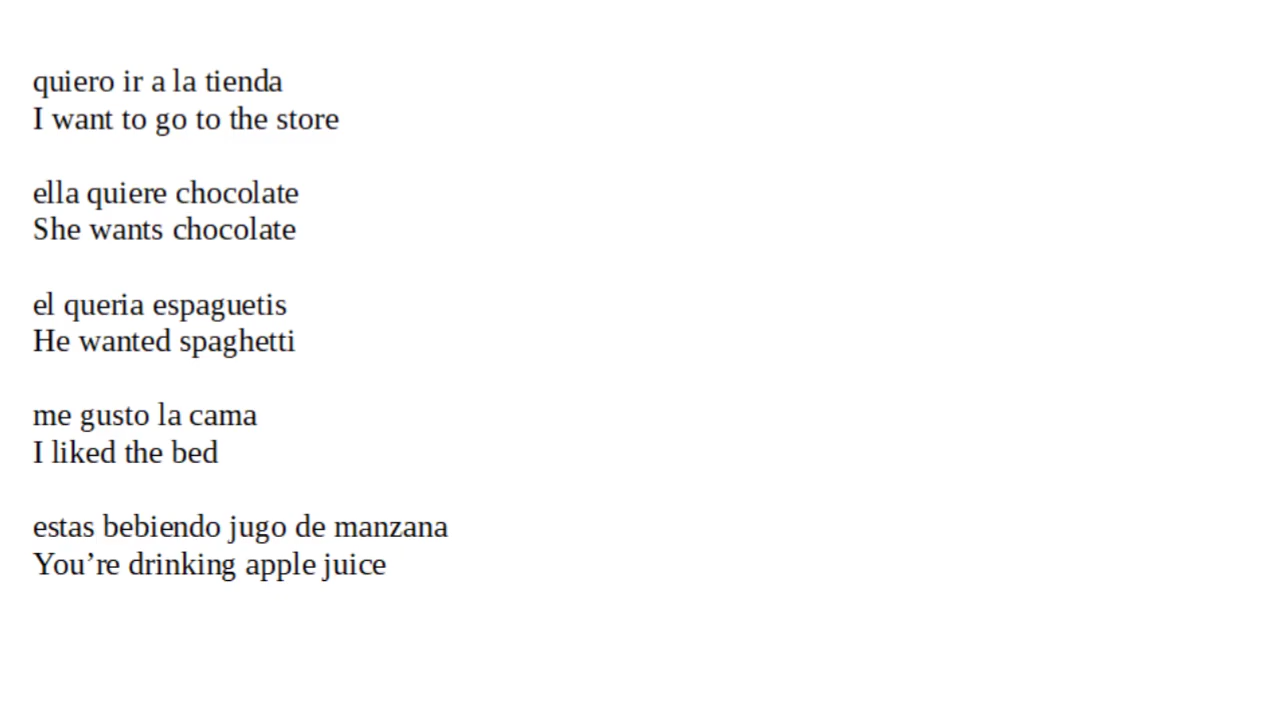 quiero ir a la tienda
I want to go to the store
ella quiere chocolate
She wants chocolate
el queria espaguetis
He wanted spaghetti
me gusto la cama
I liked the bed
estas bebiendo jugo de manzana
You’re drinking apple juice